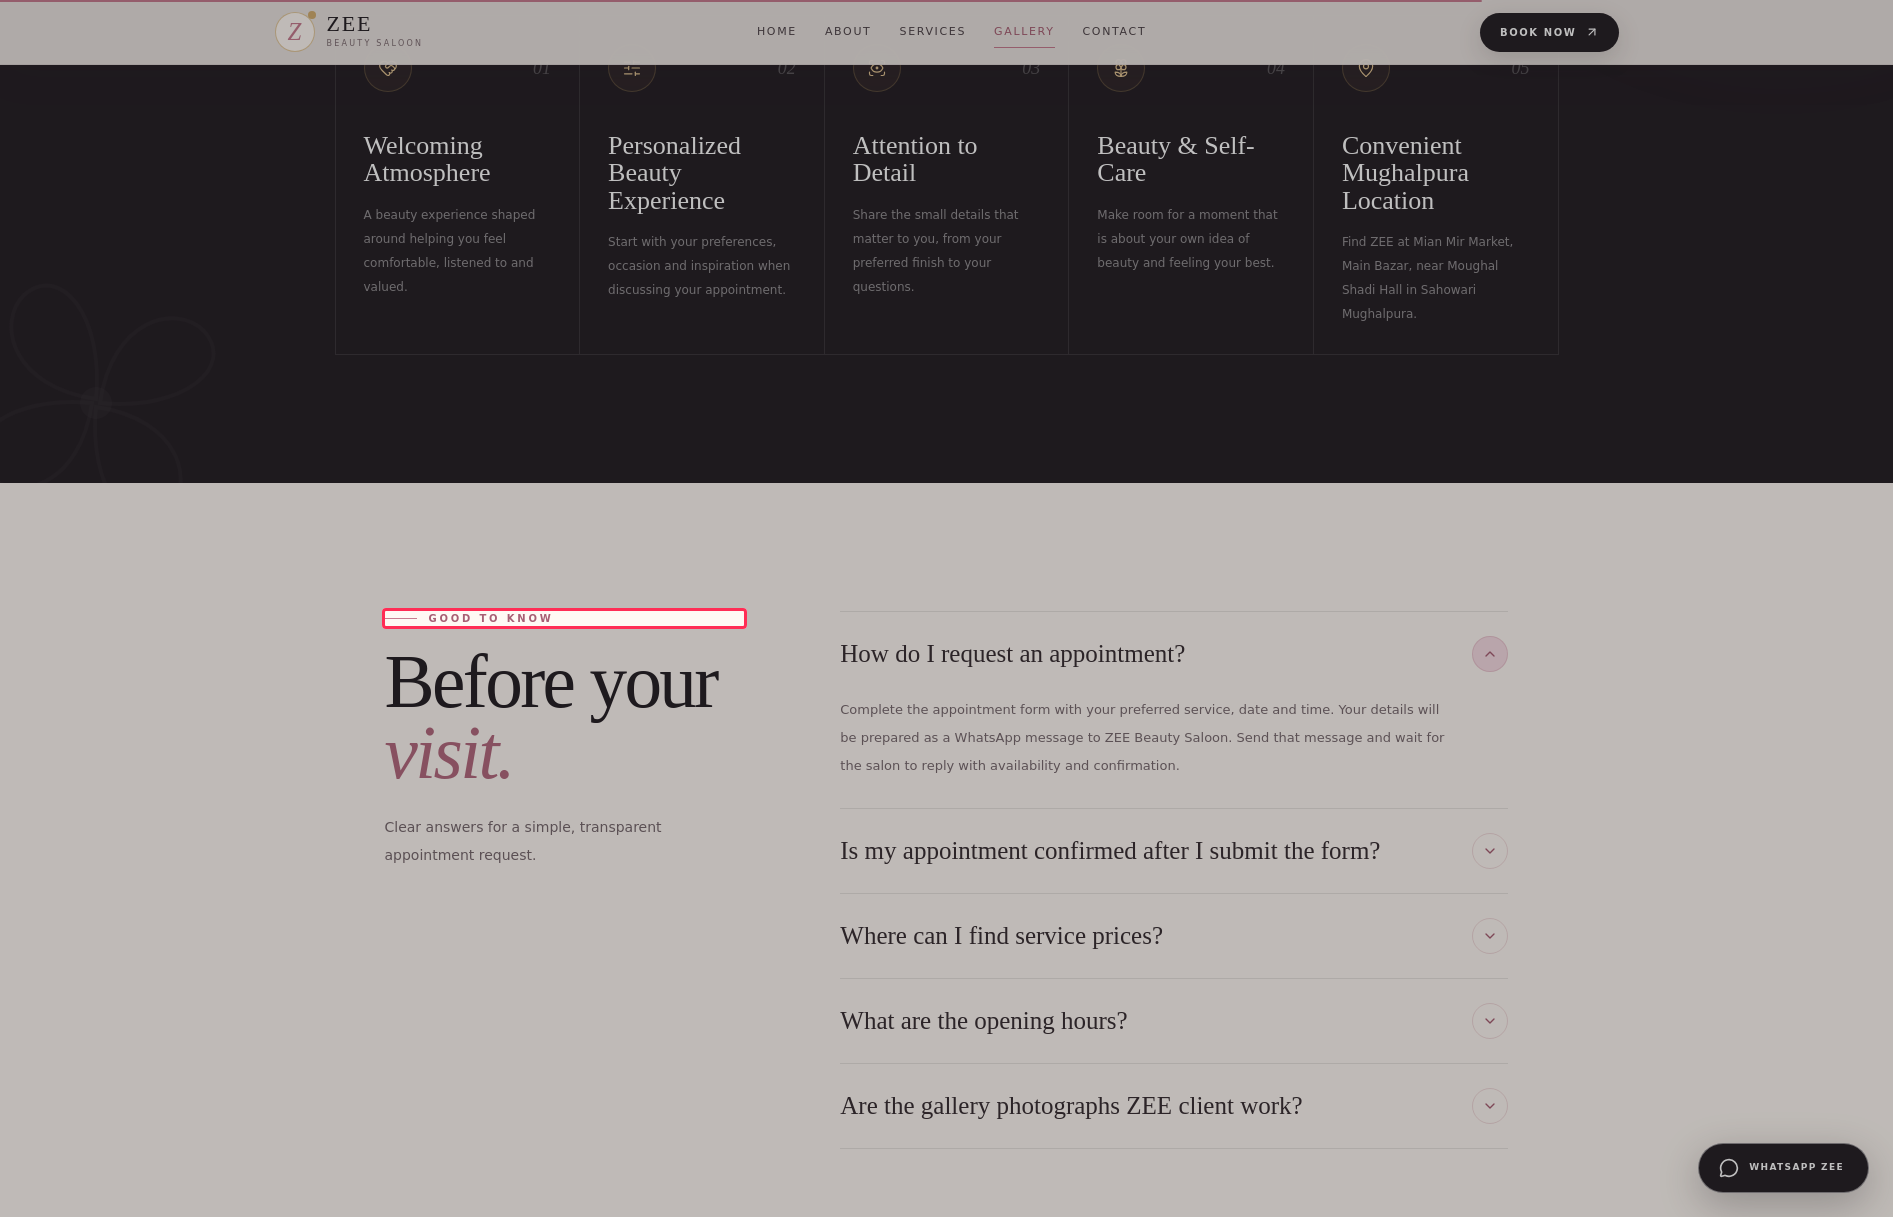 Z
ZEE
BEAUTY SALOON
HOME
ABOUT
SERVICES
GALLERY
CONTACT
BOOK NOW
01
02
03
04
05
Welcoming
Atmosphere
A beauty experience shaped
around helping you feel
comfortable, listened to and
valued.
Personalized
Beauty
Experience
Start with your preferences,
occasion and inspiration when
discussing your appointment.
Attention to
Detail
Share the small details that
matter to you, from your
preferred finish to your
questions.
Beauty & Self-
Care
Make room for a moment that
is about your own idea of
beauty and feeling your best.
Convenient
Mughalpura
Location
Find ZEE at Mian Mir Market,
Main Bazar, near Moughal
Shadi Hall in Sahowari
Mughalpura.
GOOD TO KNOW
Before your
visit.
Clear answers for a simple, transparent
appointment request.
How do I request an appointment?
Complete the appointment form with your preferred service, date and time. Your details will
be prepared as a WhatsApp message to ZEE Beauty Saloon. Send that message and wait for
the salon to reply with availability and confirmation.
Is my appointment confirmed after I submit the form?
Where can I find service prices?
What are the opening hours?
Are the gallery photographs ZEE client work?
WHATSAPP ZEE